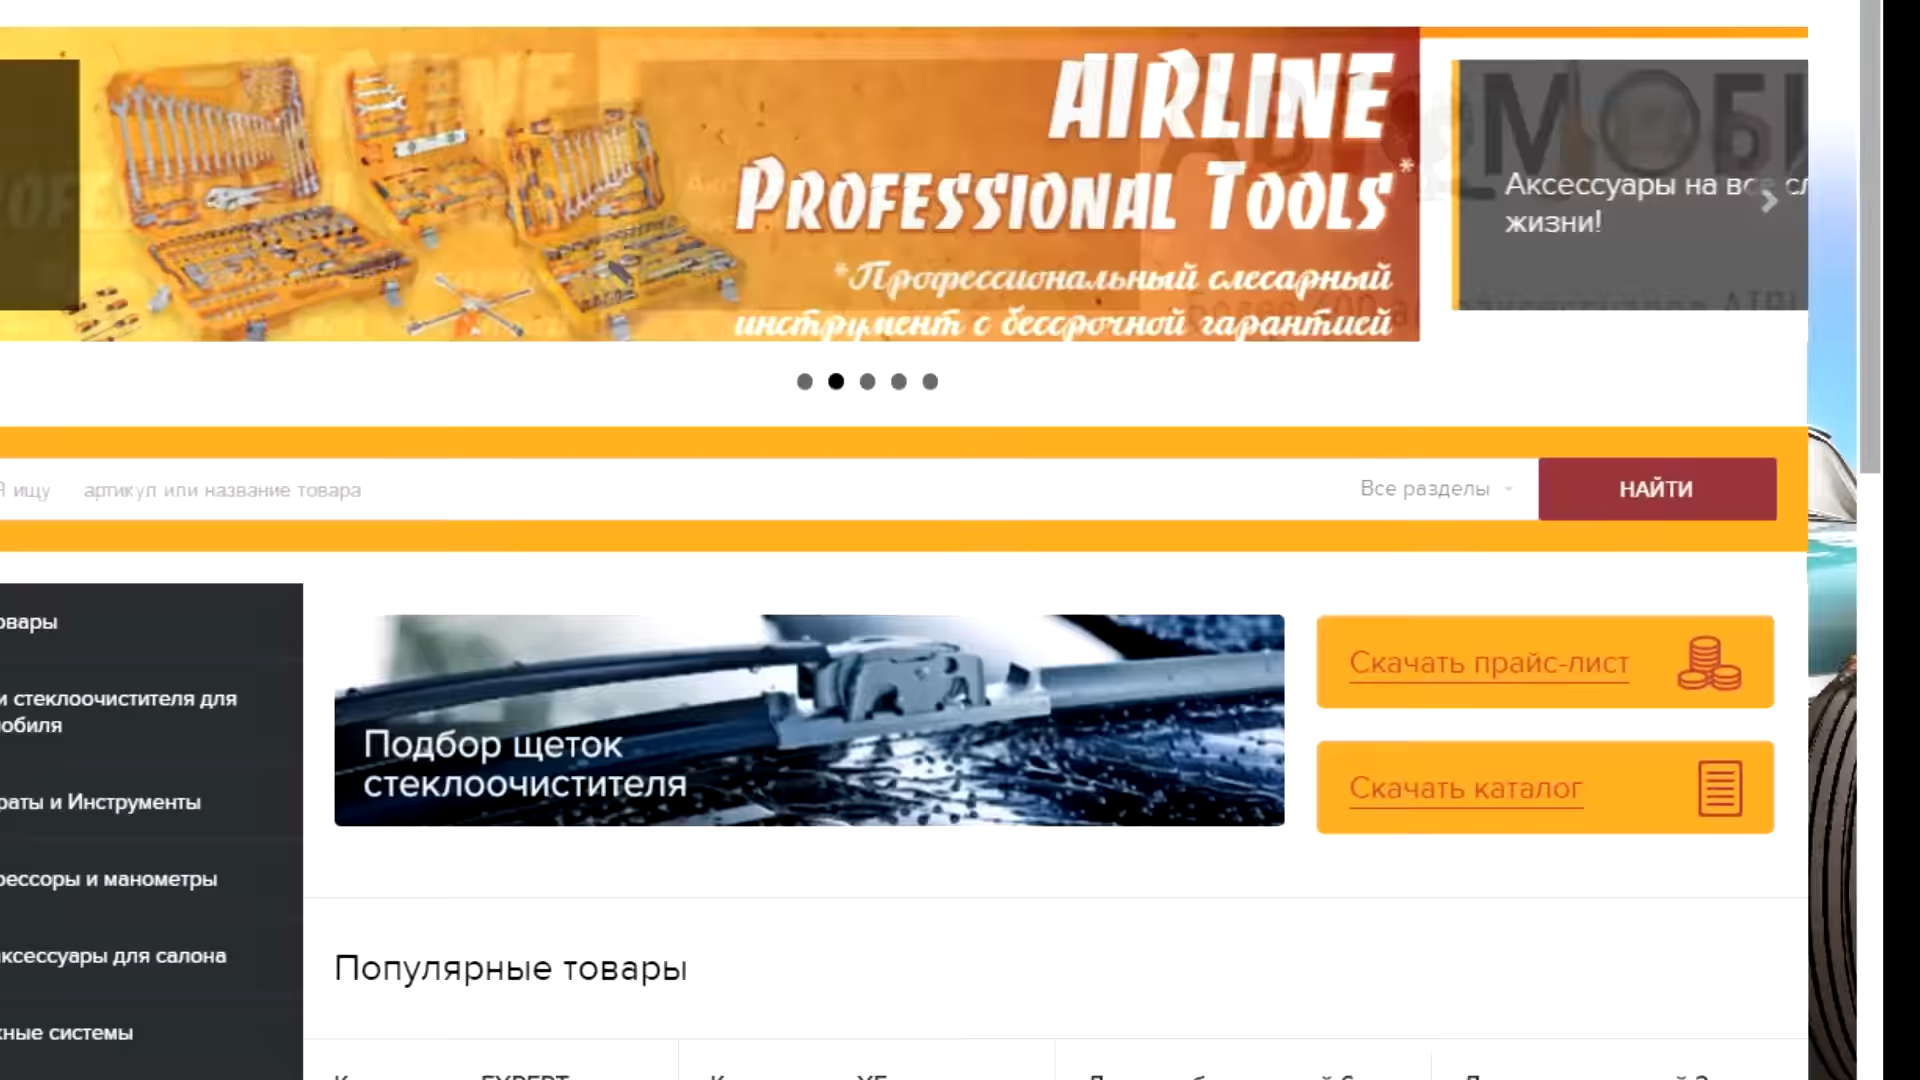 AIRLINE
PROFESSIONAL TOOLS*
*Профессиональный слесарный
инструмент с бессрочной гарантией
Аксессуары на все
жизни!
Я ищу
артикул или название товара
Все разделы
НАЙТИ
овары
и стеклоочистителя для
обиля
раты и Инструменты
рессоры и манометры
ксессуары для салона
ные системы
Подбор щеток
стеклоочистителя
Скачать прайс-лист
Скачать каталог
Популярные товары